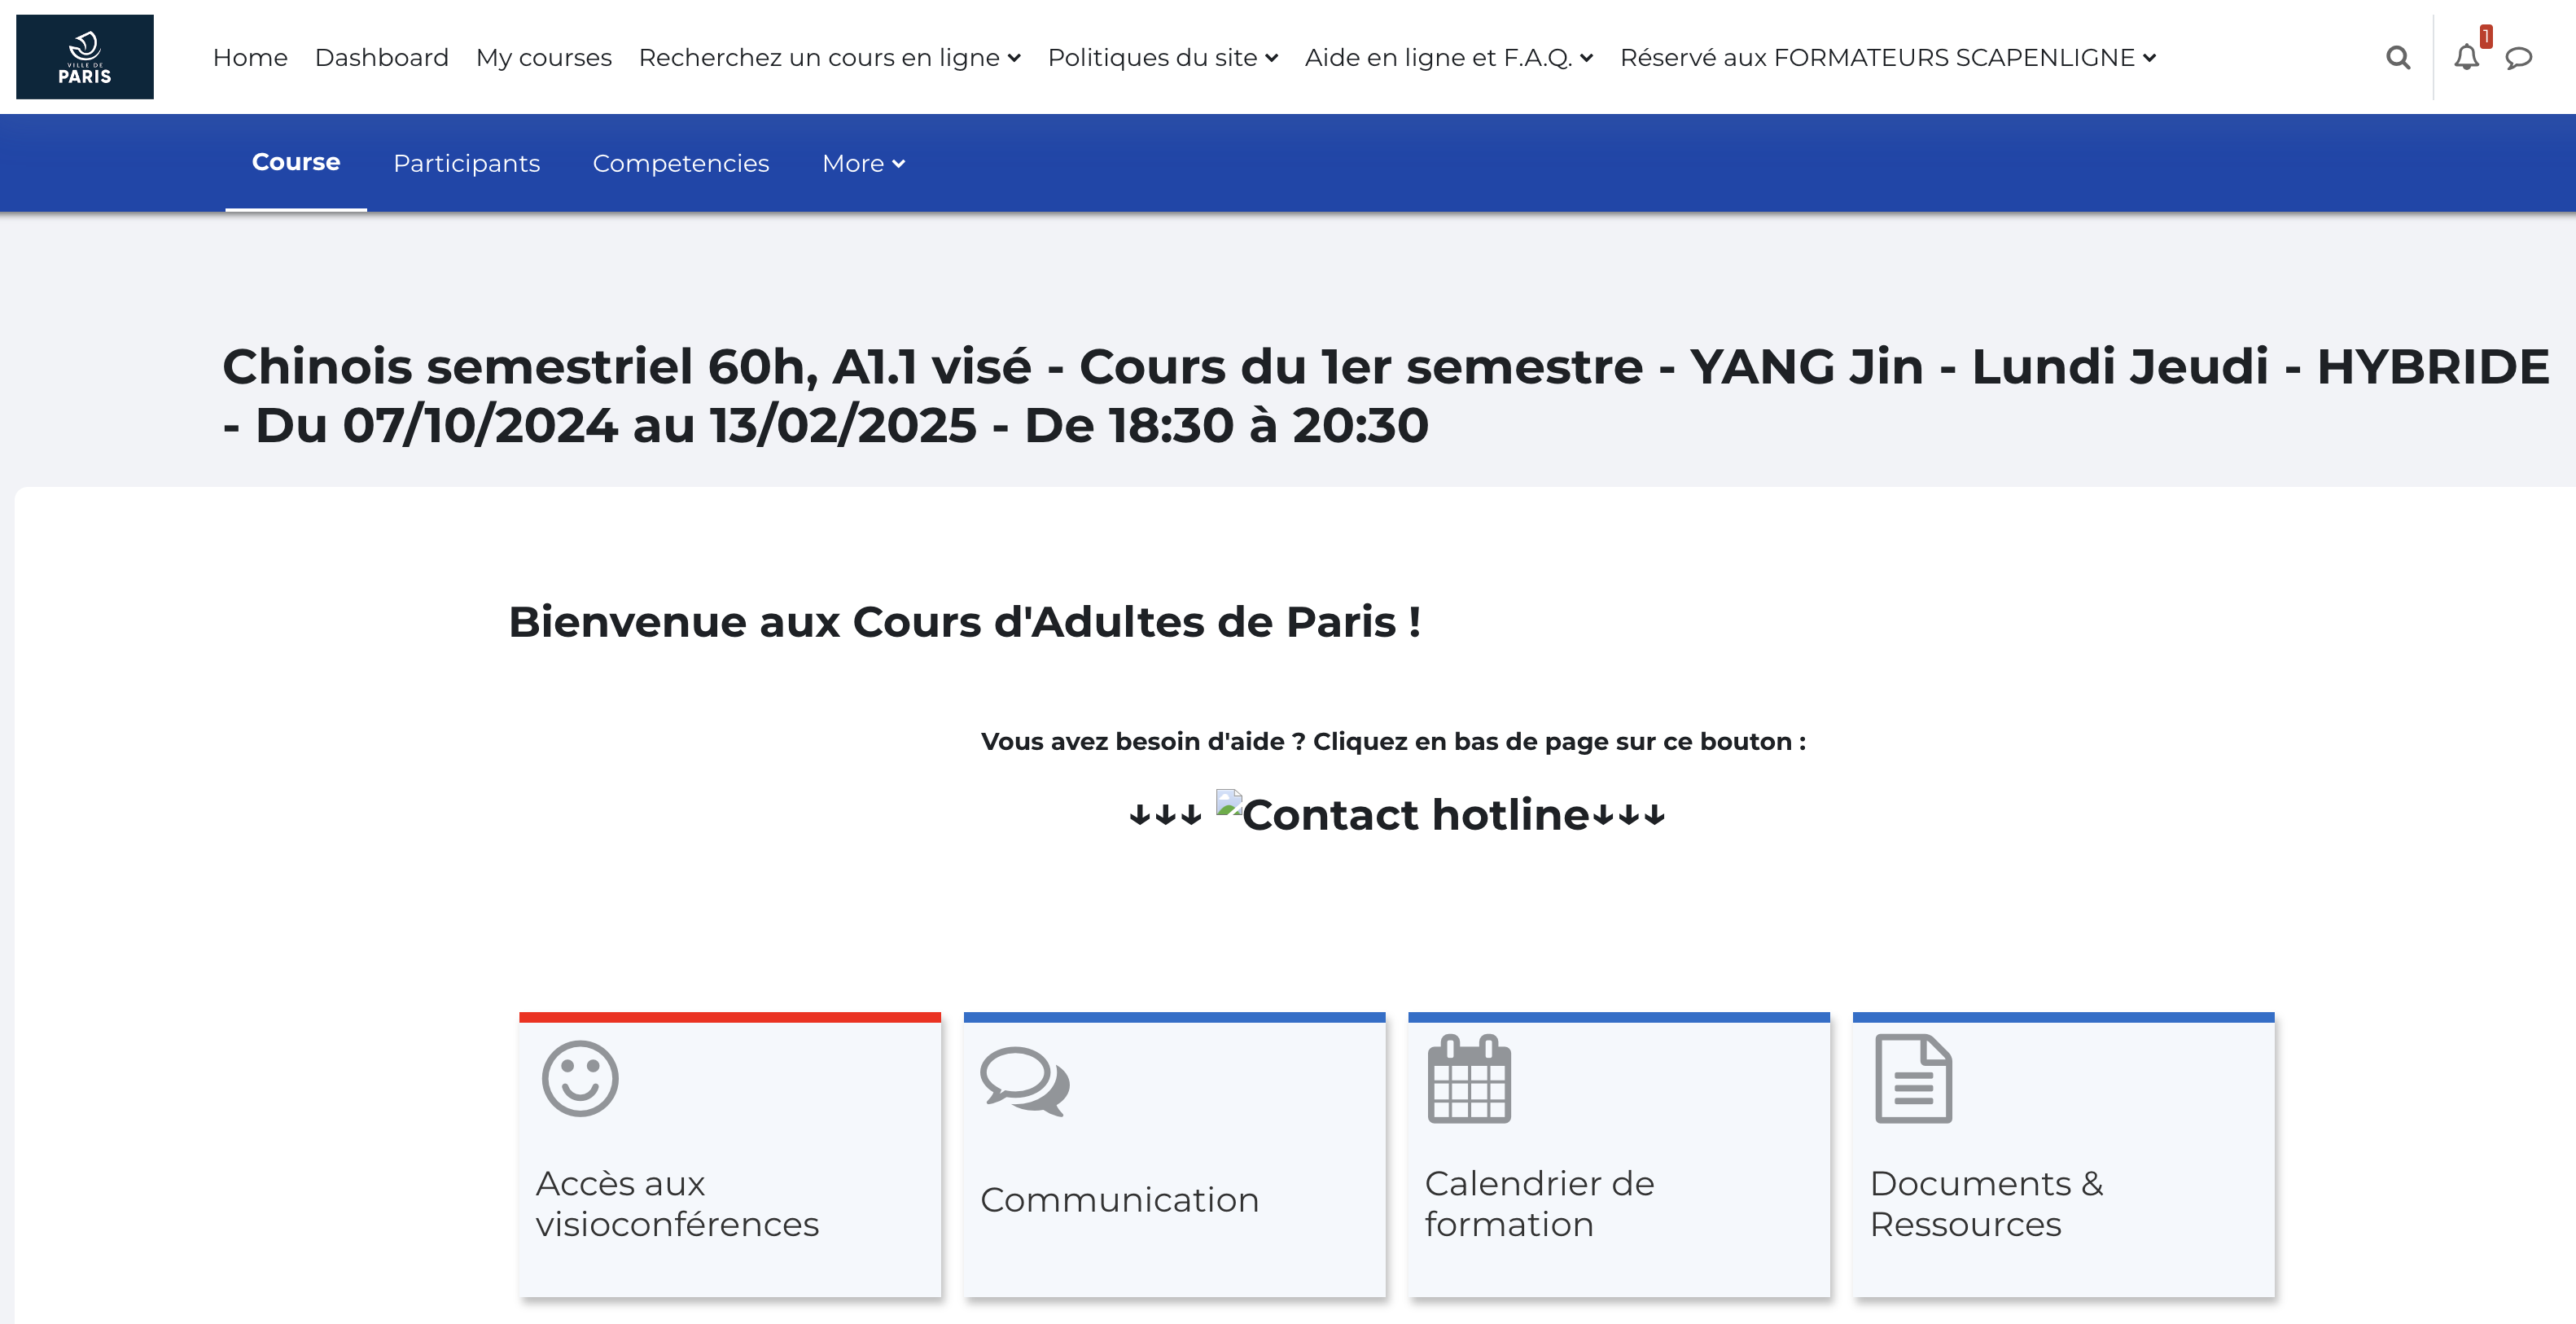 VILLE DE
PARIS
Home Dashboard My courses Recherchez un cours en ligne Politiques du site Aide en ligne et F.A.Q. Réservé aux FORMATEURS SCAPENLIGNE 1
Course Participants Competencies More
Chinois semestriel 60h, A1.1 visé - Cours du 1er semestre - YANG Jin - Lundi Jeudi - HYBRIDE
- Du 07/10/2024 au 13/02/2025 - De 18:30 à 20:30
Bienvenue aux Cours d'Adultes de Paris !
Vous avez besoin d'aide ? Cliquez en bas de page sur ce bouton :
↓↓↓ Contact hotline↓↓↓
Accès aux
visioconférences
Communication
Calendrier de
formation
Documents &
Ressources